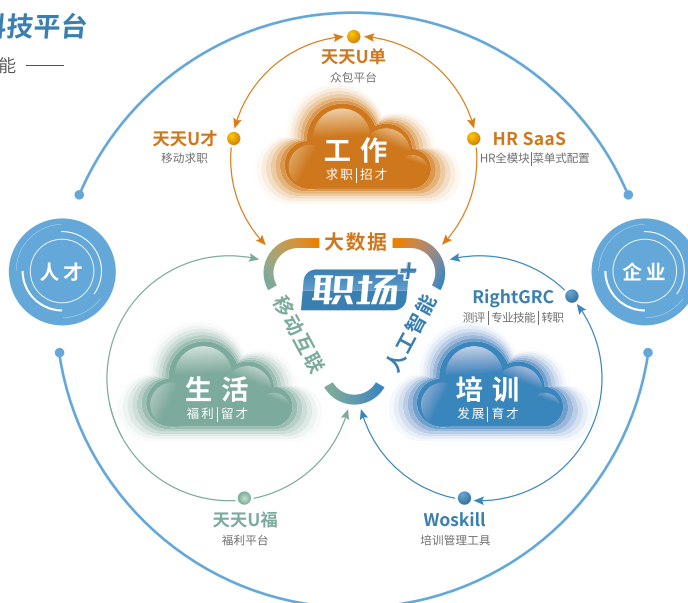 技平台
能
天天U单
众包平台
天天U才
移动求职
HR SaaS
HR全模块|菜单式配置
工作
求职|招才
大数据
职场+
移动互联
人工智能
人才
企业
RightGRC
测评|专业技能|转职
生活
福利|留才
培训
发展|育才
天天U福
福利平台
Woskill
培训管理工具